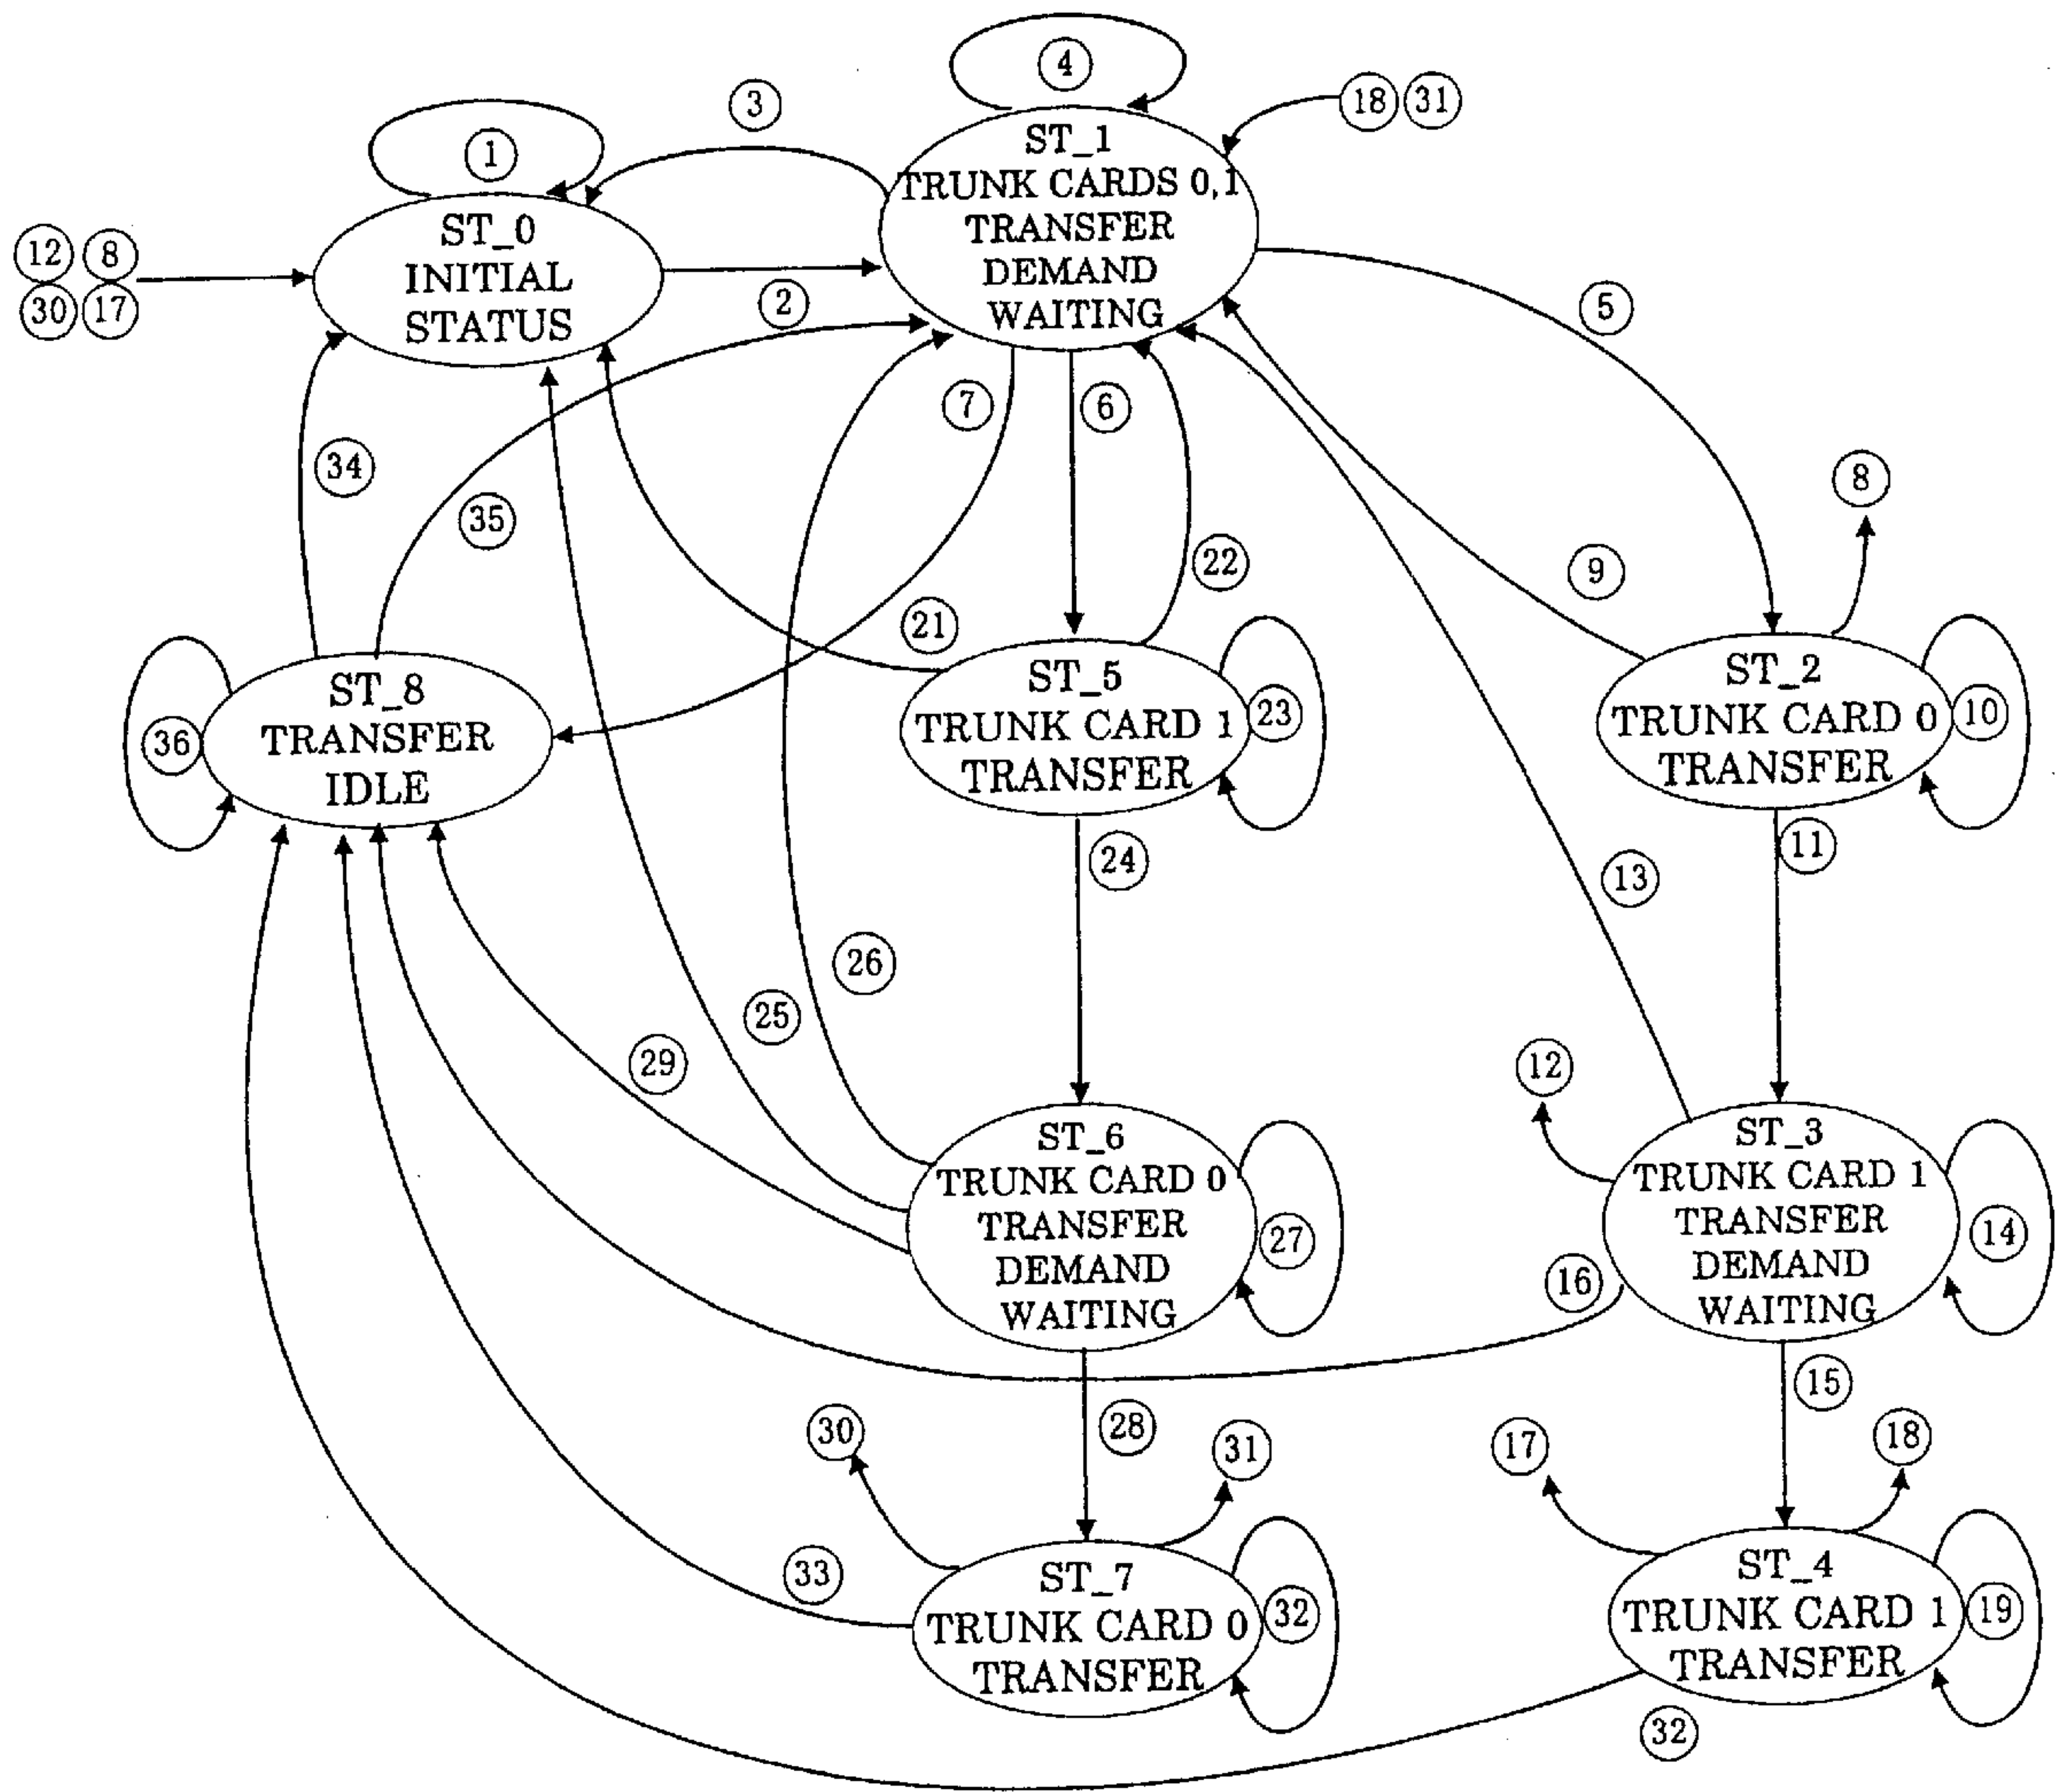 4
3
18 31
1
ST_1
TRUNK CARDS 0,1
TRANSFER
DEMAND
WAITING
ST_0
INITIAL
STATUS
12 8
30 17
2
5
7
6
34
35
8
22
9
21
ST_8
TRANSFER
IDLE
36
ST_5
TRUNK CARD 1
TRANSFER
23
ST_2
TRUNK CARD 0
TRANSFER
10
24
11
13
26
25
29
12
ST_6
TRUNK CARD 0
TRANSFER
DEMAND
WAITING
27
ST_3
TRUNK CARD 1
TRANSFER
DEMAND
WAITING
14
16
15
30
28
31
17
18
33
ST_7
TRUNK CARD 0
TRANSFER
32
ST_4
TRUNK CARD 1
TRANSFER
19
32